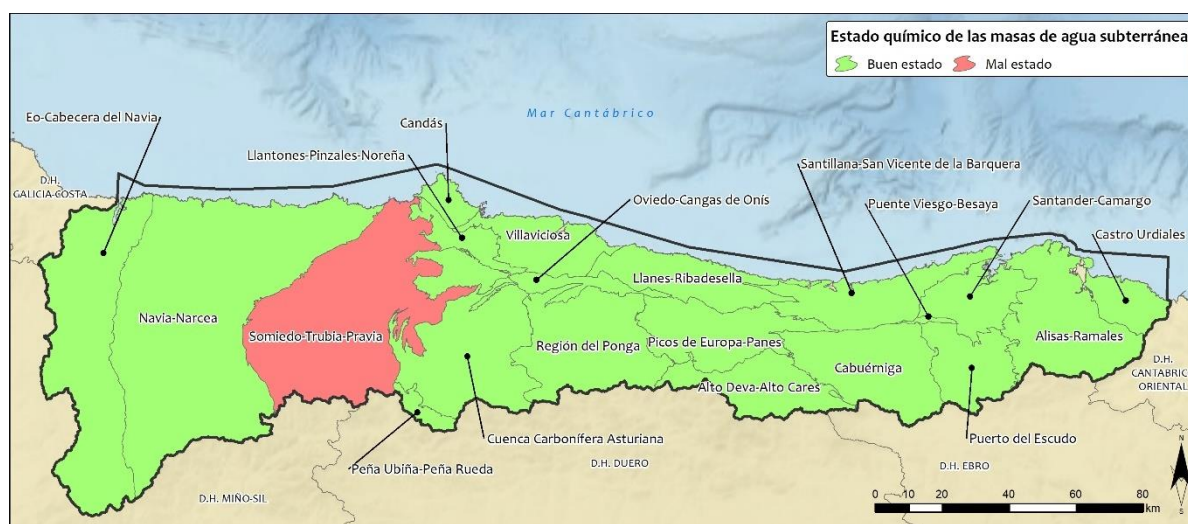 Estado químico de las masas de agua subterránea
Buen estado
Mal estado
Eo-Cabecera del Navia
Candás
Mar Cantábrico
Llantones-Pinzales-Noreña
D.H.
GALICIA-COSTA
Santillana-San Vicente de la Barquera
Oviedo-Cangas de Onís
Puente Viesgo-Besaya
Santander-Camargo
Castro Urdiales
Villaviciosa
Llanes-Ribadesella
Navia-Narcea
Somiedo-Trubia-Pravia
Región del Ponga
Picos de Europa-Panes
Alisas-Ramales
Cabuérniga
Alto Deva-Alto Cares
D.H.
CANTÁBRICO
ORIENTAL
Cuenca Carbonífera Asturiana
Puerto del Escudo
Peña Ubiña-Peña Rueda
D.H. DUERO
D.H. EBRO
D.H. MIÑO-SIL
N
S
0 10 20 40 60 80
km